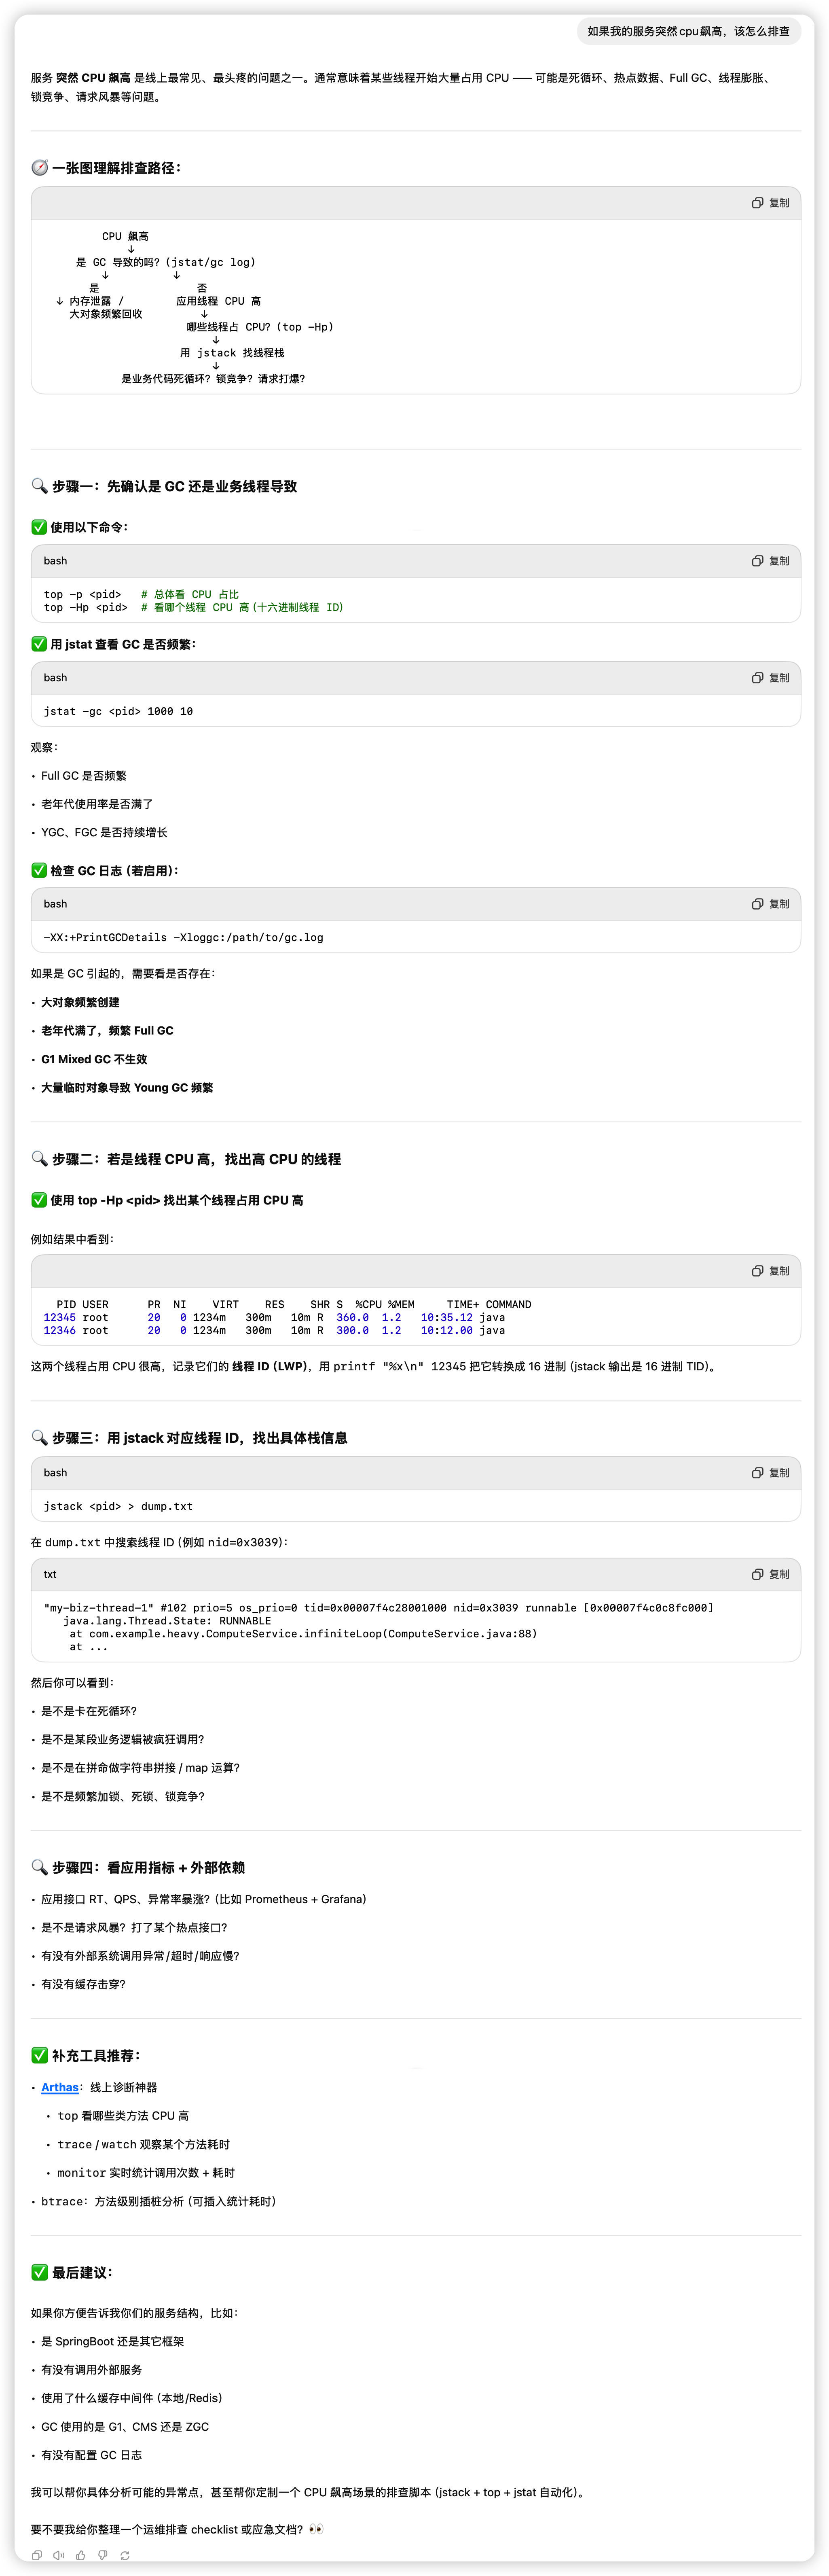 如果我的服务突然cpu飙高，该怎么排查
服务 突然 CPU 飙高 是线上最常见、最头疼的问题之一。通常意味着某些线程开始大量占用 CPU —— 可能是死循环、热点数据、Full GC、线程膨胀、
锁竞争、请求风暴等问题。
🧭 一张图理解排查路径：
复制
CPU 飙高
↓
是 GC 导致的吗？(jstat/gc log)
↓ ↓
是 否
↓ 内存泄露 / 应用线程 CPU 高
大对象频繁回收 ↓
哪些线程占 CPU？(top -Hp)
↓
用 jstack 找线程栈
↓
是业务代码死循环？锁竞争？请求打爆？
🔍 步骤一：先确认是 GC 还是业务线程导致
✅ 使用以下命令：
bash 复制
top -p <pid> # 总体看 CPU 占比
top -Hp <pid> # 看哪个线程 CPU 高（十六进制线程 ID）
✅ 用 jstat 查看 GC 是否频繁：
bash 复制
jstat -gc <pid> 1000 10
观察：
• Full GC 是否频繁
• 老年代使用率是否满了
• YGC、FGC 是否持续增长
✅ 检查 GC 日志（若启用）：
bash 复制
-XX:+PrintGCDetails -Xloggc:/path/to/gc.log
如果是 GC 引起的，需要看是否存在：
• 大对象频繁创建
• 老年代满了，频繁 Full GC
• G1 Mixed GC 不生效
• 大量临时对象导致 Young GC 频繁
🔍 步骤二：若是线程 CPU 高，找出高 CPU 的线程
✅ 使用 top -Hp <pid> 找出某个线程占用 CPU 高
例如结果中看到：
复制
PID USER PR NI VIRT RES SHR S %CPU %MEM TIME+ COMMAND
12345 root 20 0 1234m 300m 10m R 360.0 1.2 10:35.12 java
12346 root 20 0 1234m 300m 10m R 300.0 1.2 10:12.00 java
这两个线程占用 CPU 很高，记录它们的 线程 ID（LWP），用 printf "%x\n" 12345 把它转换成 16 进制（jstack 输出是 16 进制 TID）。
🔍 步骤三：用 jstack 对应线程 ID，找出具体栈信息
bash 复制
jstack <pid> > dump.txt
在 dump.txt 中搜索线程 ID（例如 nid=0x3039）：
txt 复制
"my-biz-thread-1" #102 prio=5 os_prio=0 tid=0x00007f4c28001000 nid=0x3039 runnable [0x00007f4c0c8fc000]
java.lang.Thread.State: RUNNABLE
at com.example.heavy.ComputeService.infiniteLoop(ComputeService.java:88)
at ...
然后你可以看到：
• 是不是卡在死循环？
• 是不是某段业务逻辑被疯狂调用？
• 是不是在拼命做字符串拼接 / map 运算？
• 是不是频繁加锁、死锁、锁竞争？
🔍 步骤四：看应用指标 + 外部依赖
• 应用接口 RT、QPS、异常率暴涨？（比如 Prometheus + Grafana）
• 是不是请求风暴？打了某个热点接口？
• 有没有外部系统调用异常/超时/响应慢？
• 有没有缓存击穿？
✅ 补充工具推荐：
• Arthas：线上诊断神器
• top 看哪些类方法 CPU 高
• trace / watch 观察某个方法耗时
• monitor 实时统计调用次数 + 耗时
• btrace：方法级别插桩分析（可插入统计耗时）
✅ 最后建议：
如果你方便告诉我你们的服务结构，比如：
• 是 SpringBoot 还是其它框架
• 有没有调用外部服务
• 使用了什么缓存中间件（本地/Redis）
• GC 使用的是 G1、CMS 还是 ZGC
• 有没有配置 GC 日志
我可以帮你具体分析可能的异常点，甚至帮你定制一个 CPU 飙高场景的排查脚本（jstack + top + jstat 自动化）。
要不要我给你整理一个运维排查 checklist 或应急文档？👀